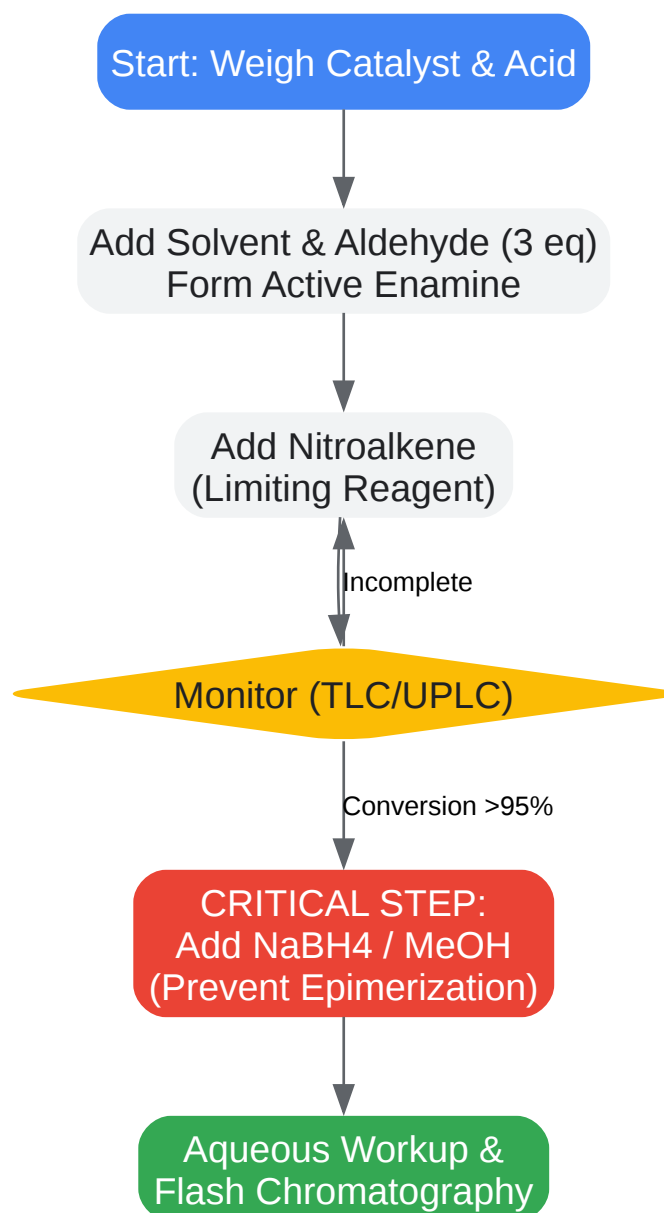 Start: Weigh Catalyst & Acid
Add Solvent & Aldehyde (3 eq)
Form Active Enamine
Add Nitroalkene
(Limiting Reagent)
Incomplete
Monitor (TLC/UPLC)
Conversion >95%
CRITICAL STEP:
Add NaBH4 / MeOH
(Prevent Epimerization)
Aqueous Workup &
Flash Chromatography